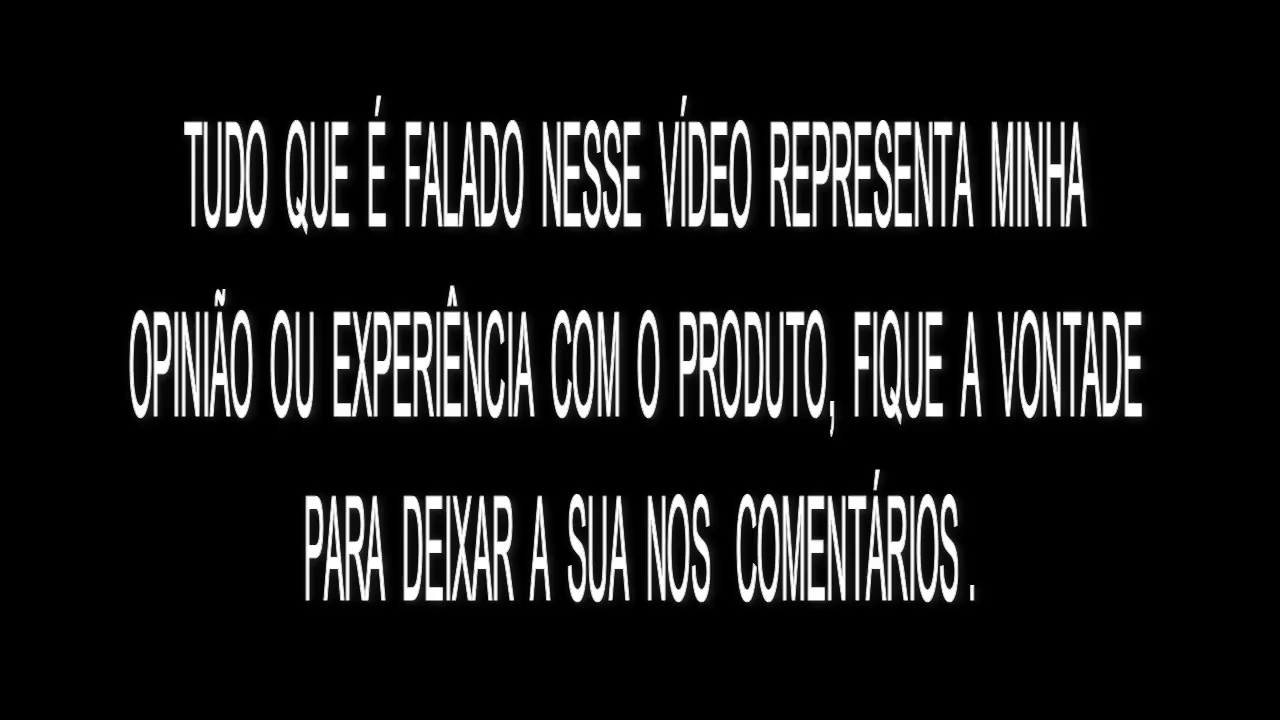 TUDO QUE É FALADO NESSE VÍDEO REPRESENTA MINHA
OPINIÃO OU EXPERIÊNCIA COM O PRODUTO, FIQUE A VONTADE
PARA DEIXAR A SUA NOS COMENTÁRIOS.